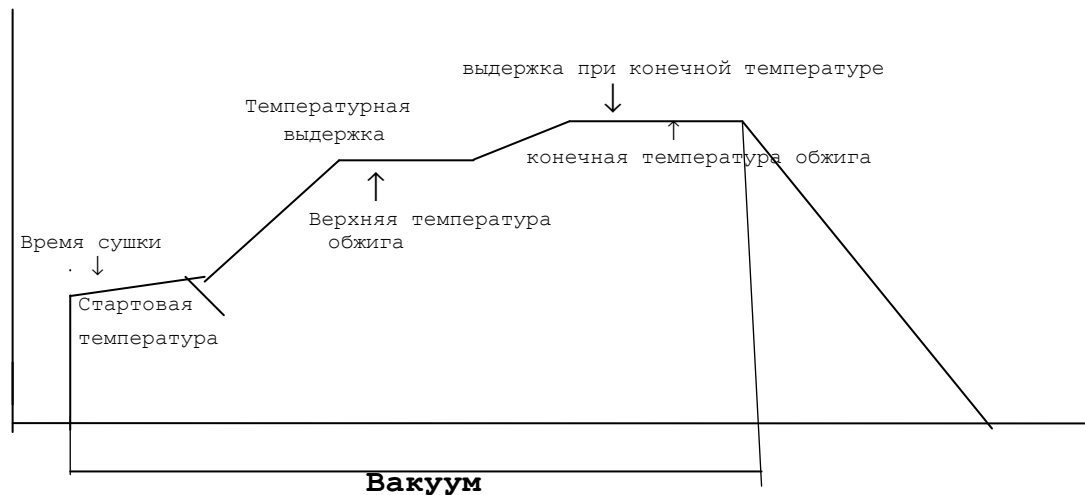 выдержка при конечной температуре
Температурная
выдержка
конечная температура обжига
Верхняя температура
обжига
Время сушки
Стартовая
температура
Вакуум